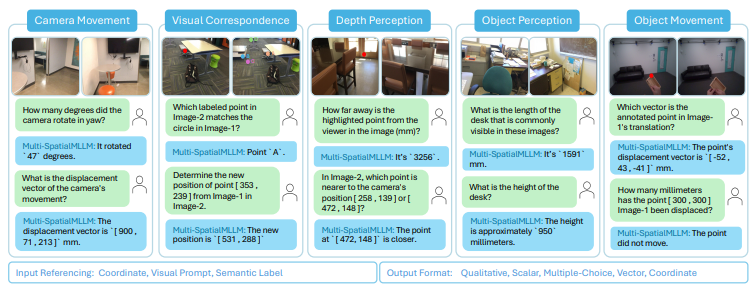 Camera Movement
How many degrees did the
camera rotate in yaw?
Multi-SpatialMLLM: It rotated
`47` degrees.
What is the displacement
vector of the camera's
movement?
Multi-SpatialMLLM: The
displacement vector is `[900
, 71, 213]` mm.
Visual Correspondence
Which labeled point in
Image-2 matches the
circle in Image-1?
Multi-SpatialMLLM: Point `A`.
Determine the new
position of point [ 353 ,
239 ] from Image-1 in
Image-2.
Multi-SpatialMLLM: The new
position is `[ 531 , 288 ]`
Depth Perception
How far away is the
highlighted point from the
viewer in the image (mm)?
Multi-SpatialMLLM: It's `3256`.
In Image-2, which point is
nearer to the camera's
position [ 258 , 139 ] or [
472, 148 ]?
Multi-SpatialMLLM: The point
at `[ 472, 148 ]` is closer.
Object Perception
What is the length of the
desk that is commonly
visible in these images?
Multi-SpatialMLLM: It's `1591`
mm.
What is the height of the
desk?
Multi-SpatialMLLM: The height
is approximately `950`
millimeters.
Object Movement
Which vector is the
annotated point in Image-
1's translation?
Multi-SpatialMLLM: The point's
displacement vector is `[ -52,
43, -41 ]` mm.
How many millimeters
has the point [ 300 , 300 ]
Image-1 been displaced?
Multi-SpatialMLLM: The point
did not move.
Input Referencing: Coordinate, Visual Prompt, Semantic Label
Output Format: Qualitative, Scalar, Multiple-Choice, Vector, Coordinate